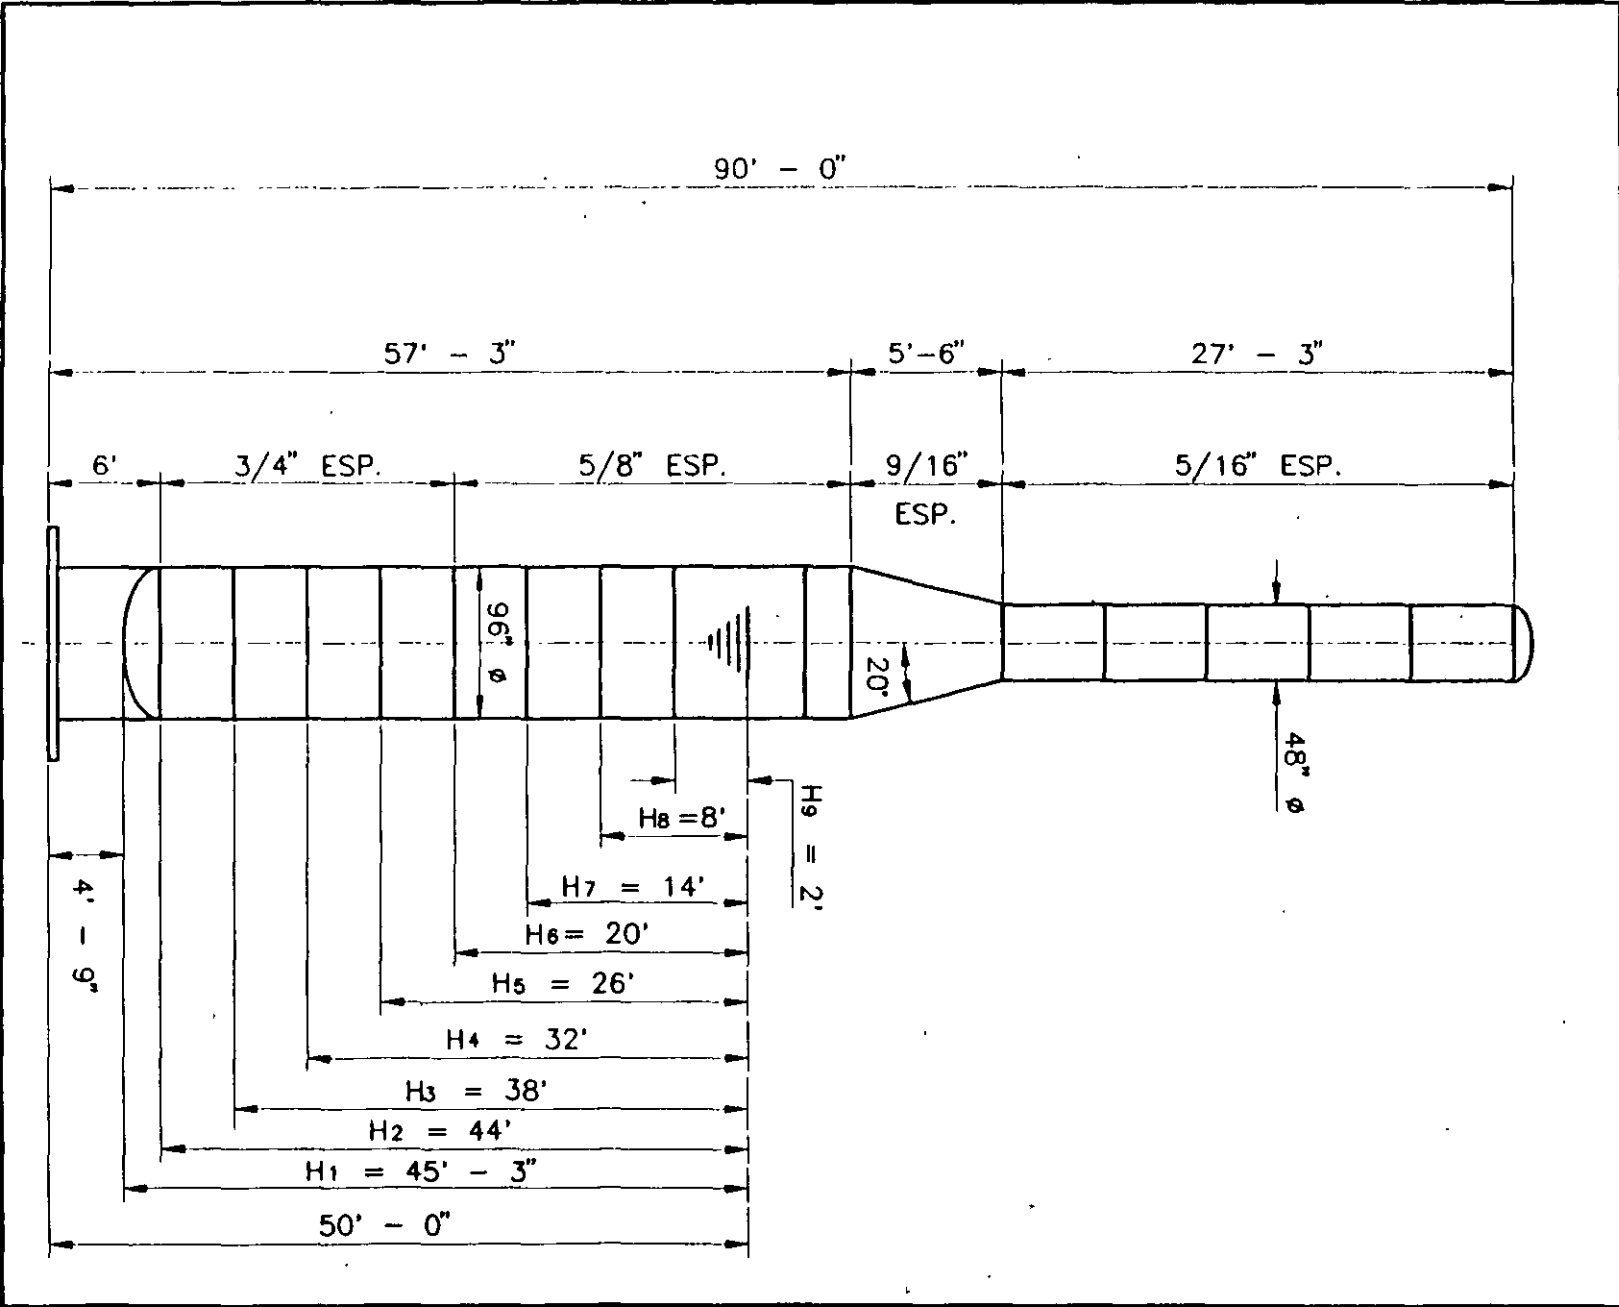 90' - 0"
57' - 3"
5'-6"
27' - 3"
6'
3/4" ESP.
5/8" ESP.
9/16"
ESP.
5/16" ESP.
96" ø
20°
48" ø
H9 = 2'
H8 =8'
4' - 9"
H7 = 14'
H6= 20'
H5 = 26'
H4 = 32'
H3 = 38'
H2 = 44'
H1 = 45' - 3"
50' - 0"